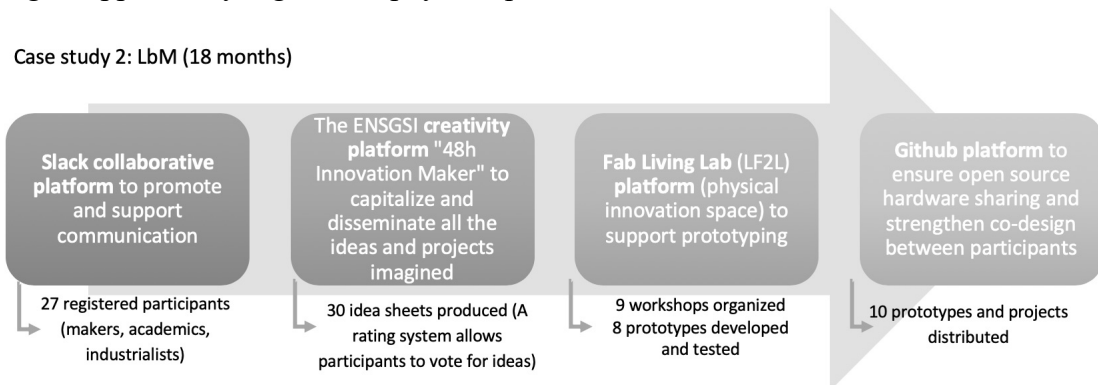 Case study 2: LbM (18 months)
Slack collaborative
platform to promote
and support
communication
The ENSGSI creativity
platform "48h
Innovation Maker" to
capitalize and
disseminate all the
ideas and projects
imagined
Fab Living Lab (LF2L)
platform (physical
innovation space) to
support prototyping
Github platform to
ensure open source
hardware sharing and
strengthen co-design
between participants
27 registered participants
(makers, academics,
industrialists)
30 idea sheets produced (A
rating system allows
participants to vote for ideas)
9 workshops organized
8 prototypes developed
and tested
10 prototypes and projects
distributed